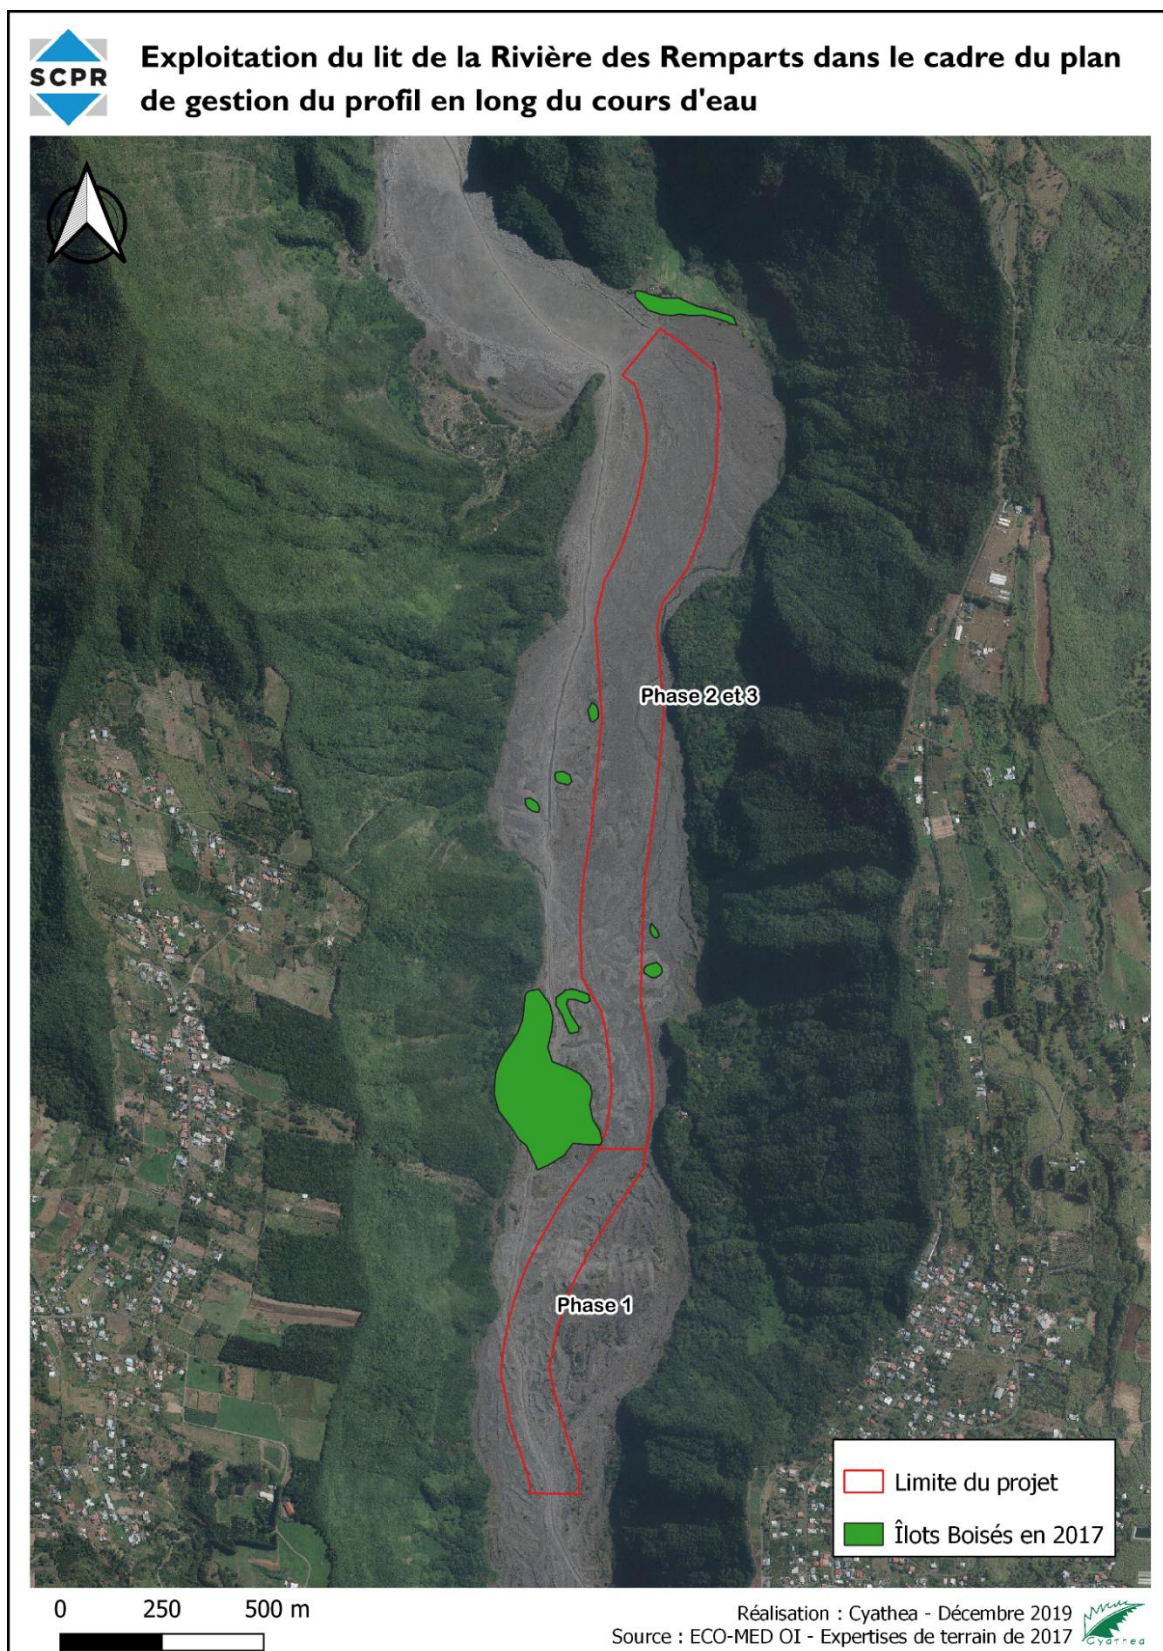 SCPR
Exploitation du lit de la Rivière des Remparts dans le cadre du plan
de gestion du profil en long du cours d'eau
Phase 2 et 3
Phase 1
Limite du projet
Îlots Boisés en 2017
0 250 500 m
Réalisation : Cyathea - Décembre 2019
Source : ECO-MED OI - Expertises de terrain de 2017
Cyathea